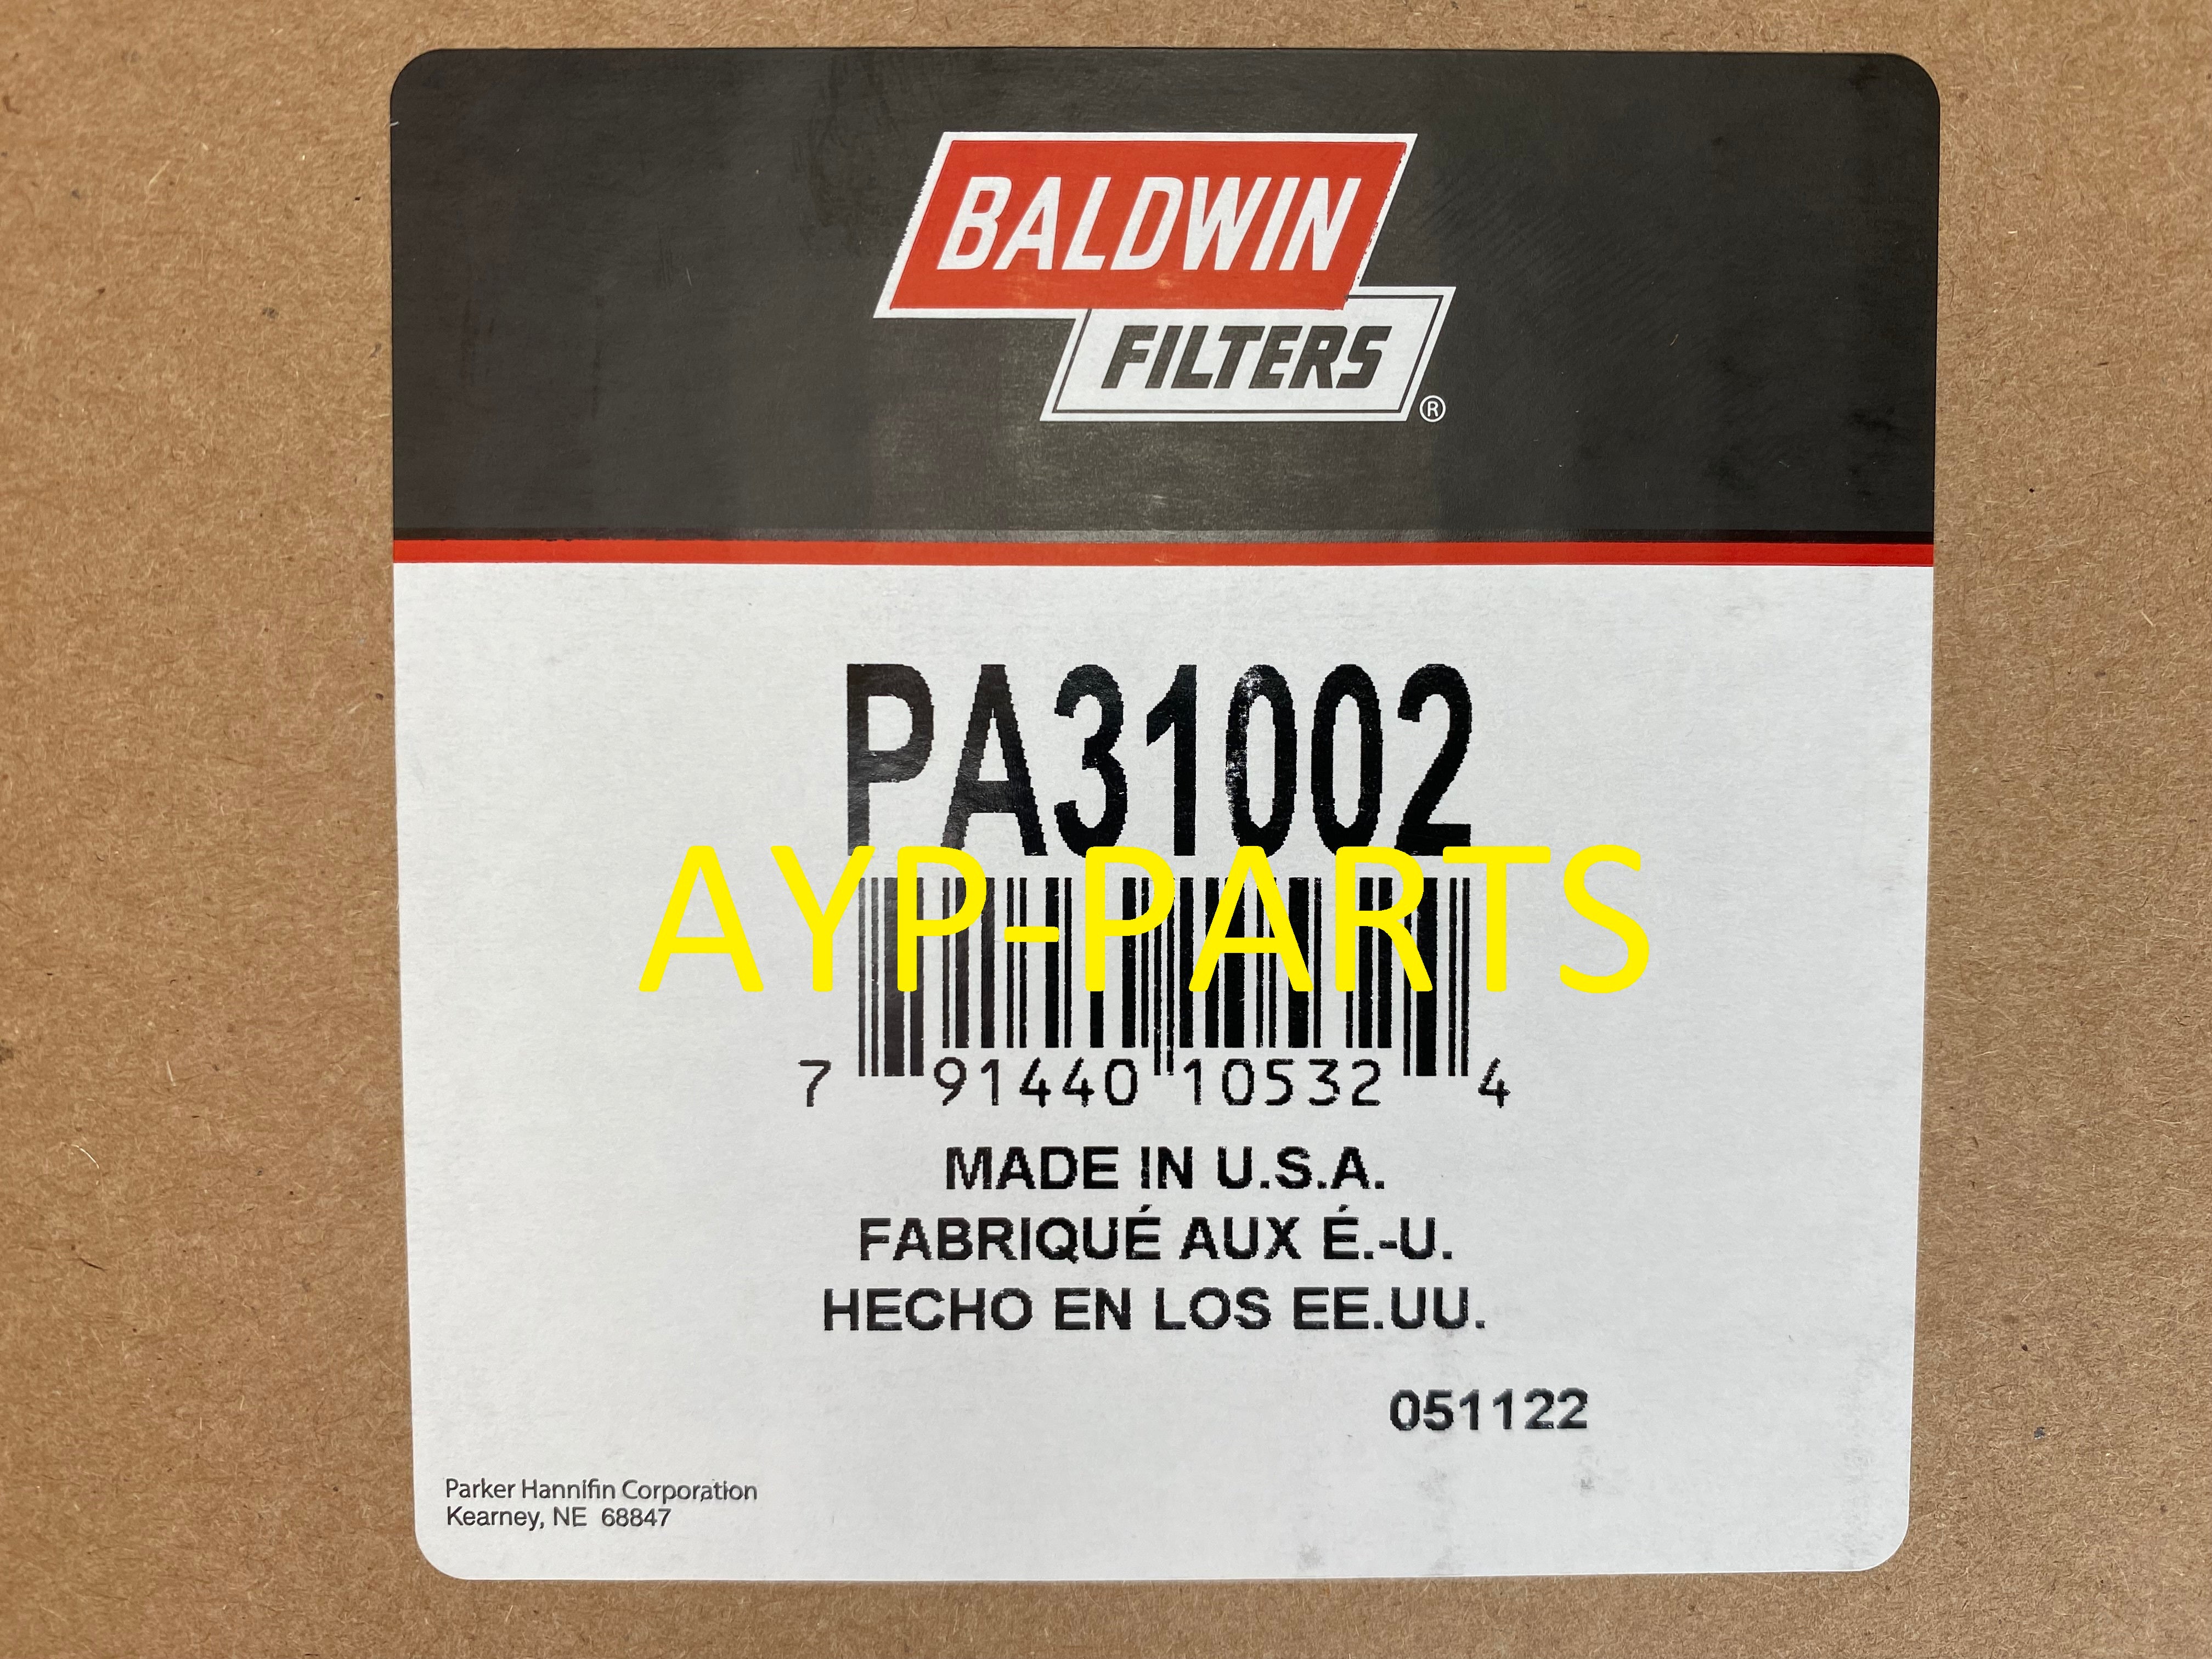 BALDWIN
FILTERS
®
PA31002
AYP-PARTS
7 91440 10532 4
MADE IN U.S.A.
FABRIQUÉ AUX É.-U.
HECHO EN LOS EE.UU.
051122
Parker Hannifin Corporation
Kearney, NE 68847